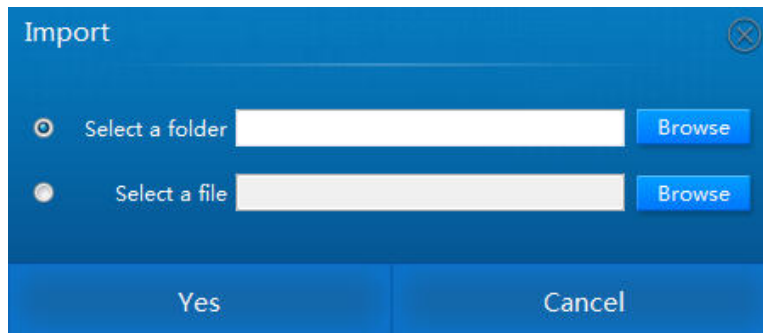 Import
Select a folder Browse
Select a file Browse
Yes Cancel